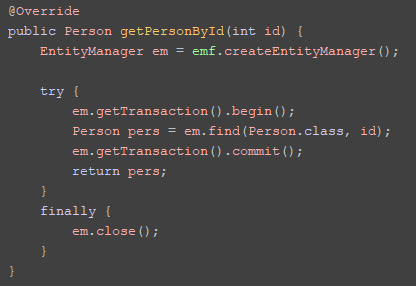 @Override
public Person getPersonById(int id) {
    EntityManager em = emf.createEntityManager();

    try {
        em.getTransaction().begin();
        Person pers = em.find(Person.class, id);
        em.getTransaction().commit();
        return pers;
    }
    finally {
        em.close();
    }
}